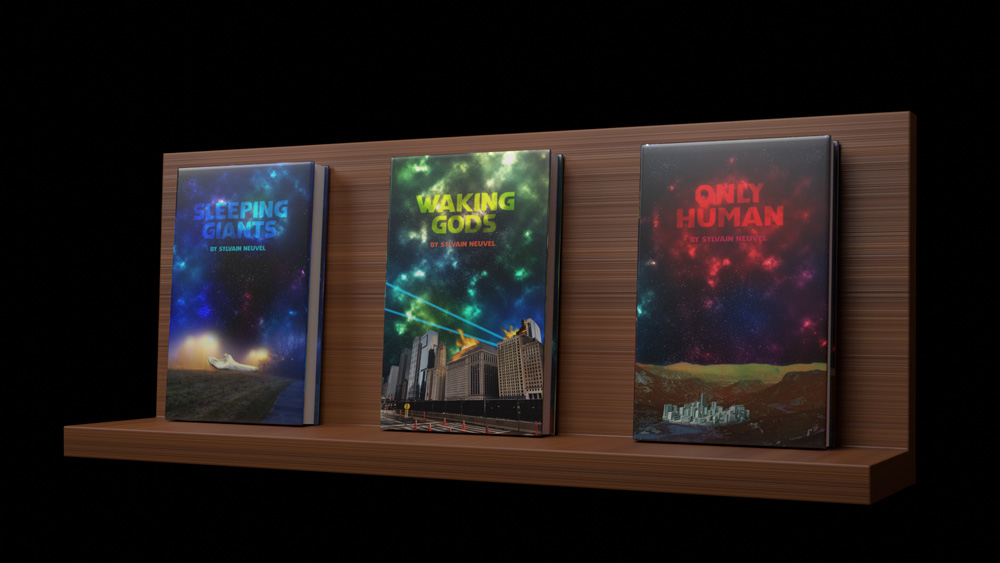 SLEEPING
GIANTS
BY SYLVAIN NEUVEL
WAKING
GODS
BY SYLVAIN NEUVEL
ONLY
HUMAN
BY SYLVAIN NEUVEL